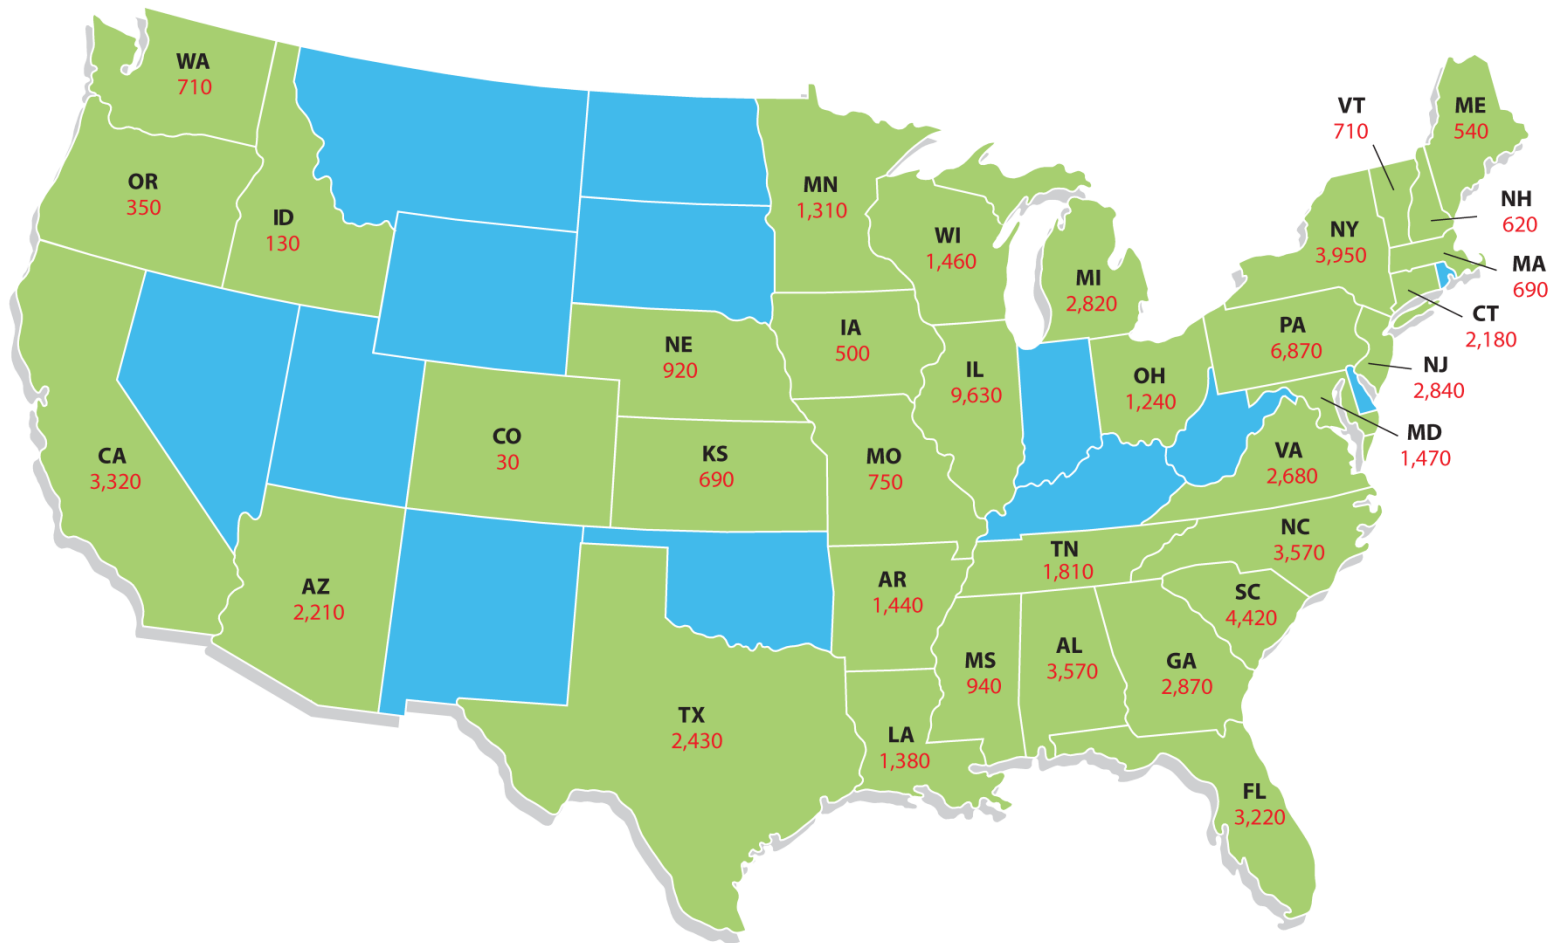 WA
710
OR
350
ID
130
CA
3,320
AZ
2,210
CO
30
NE
920
KS
690
TX
2,430
MN
1,310
IA
500
MO
750
AR
1,440
LA
1,380
WI
1,460
IL
9,630
MS
940
MI
2,820
OH
1,240
TN
1,810
AL
3,570
GA
2,870
FL
3,220
SC
4,420
NC
3,570
VA
2,680
PA
6,870
NY
3,950
VT
710
ME
540
NH
620
MA
690
CT
2,180
NJ
2,840
MD
1,470